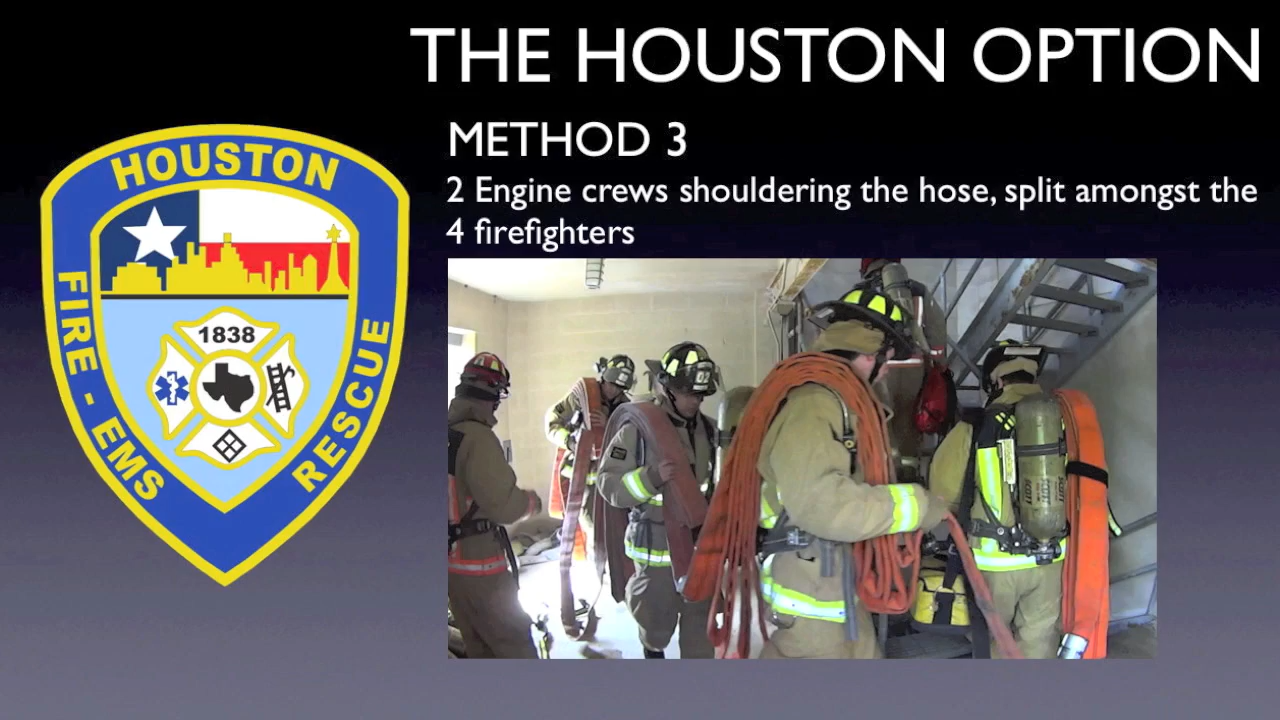 THE HOUSTON OPTION
METHOD 3
2 Engine crews shouldering the hose, split amongst the
4 firefighters
HOUSTON
FIRE - EMS
RESCUE
1838